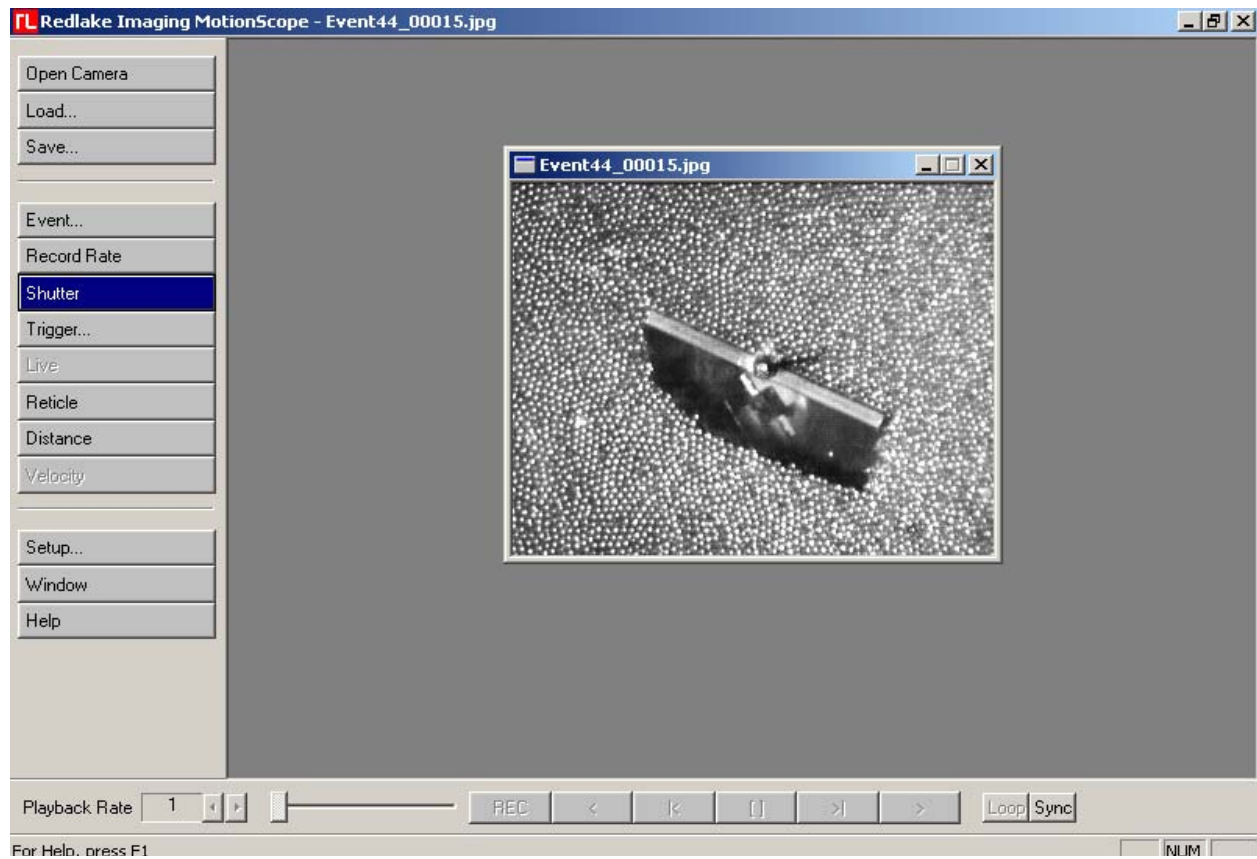 RL Redlake Imaging MotionScope - Event44_00015.jpg
Open Camera
Load...
Save...
Event...
Record Rate
Shutter
Trigger...
Live
Reticle
Distance
Velocity
Setup...
Window
Help
Event44_00015.jpg
Playback Rate 1 REC < |< [ ] >| > Loop Sync
For Help, press F1 NUM